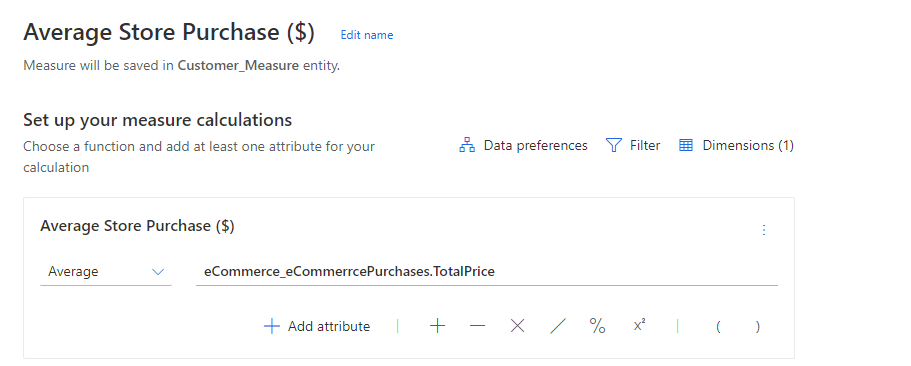 Average Store Purchase ($) Edit name
Measure will be saved in Customer_Measure entity.
Set up your measure calculations
Choose a function and add at least one attribute for your
calculation
Data preferences Filter Dimensions (1)
Average Store Purchase ($)
Average eCommerce_eCommerrcePurchases.TotalPrice
+ Add attribute | + — × / % x² | ( )